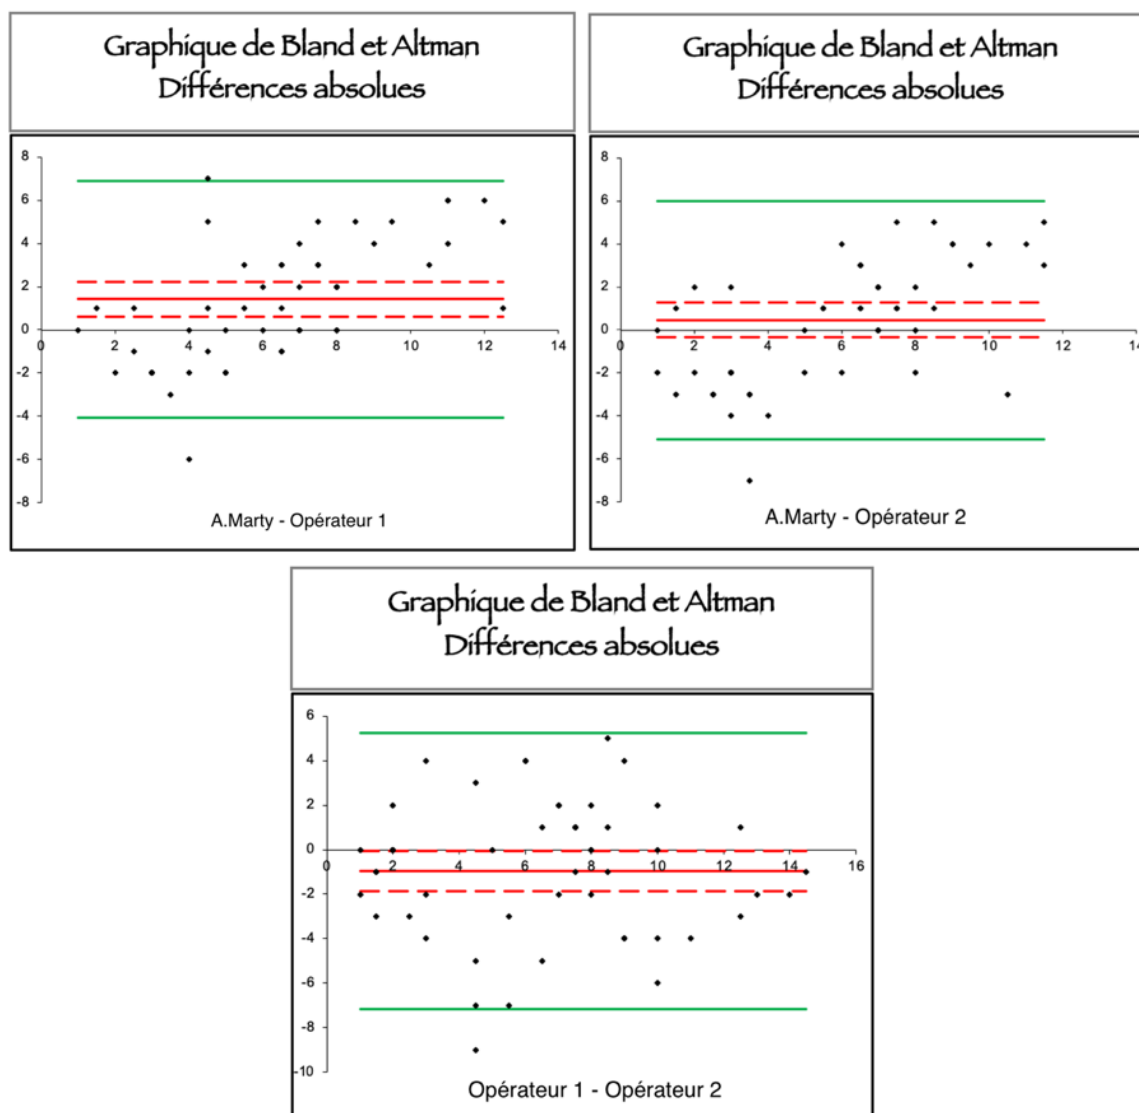 Graphique de Bland et Altman
Différences absolues
8
6
4
2
0
-2
-4
-6
-8
0 2 4 6 8 10 12 14
A.Marty - Opérateur 1
Graphique de Bland et Altman
Différences absolues
8
6
4
2
0
-2
-4
-6
-8
0 2 4 6 8 10 12 14
A.Marty - Opérateur 2
Graphique de Bland et Altman
Différences absolues
6
4
2
0
-2
-4
-6
-8
-10
0 2 4 6 8 10 12 14 16
Opérateur 1 - Opérateur 2